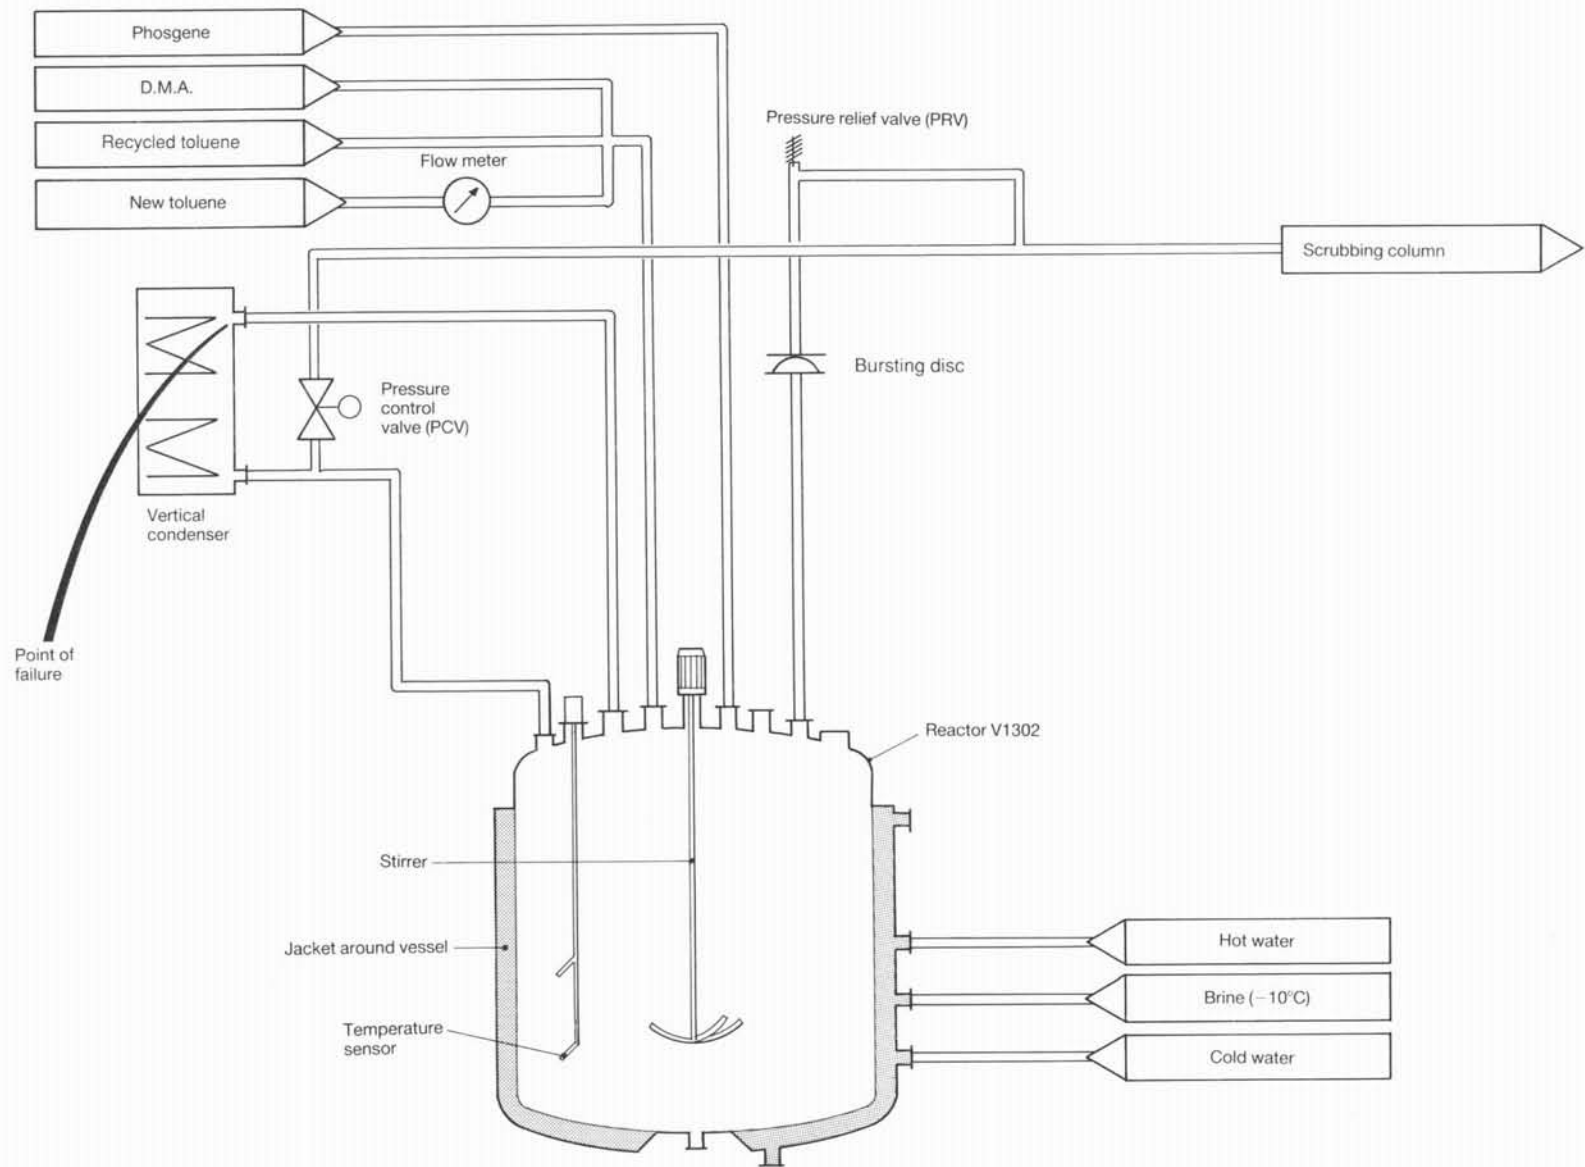 Phosgene
D.M.A.
Recycled toluene
New toluene
Flow meter
Pressure relief valve (PRV)
Scrubbing column
Bursting disc
Pressure
control
valve (PCV)
Vertical
condenser
Point of
failure
Reactor V1302
Stirrer
Jacket around vessel
Temperature
sensor
Hot water
Brine (−10°C)
Cold water